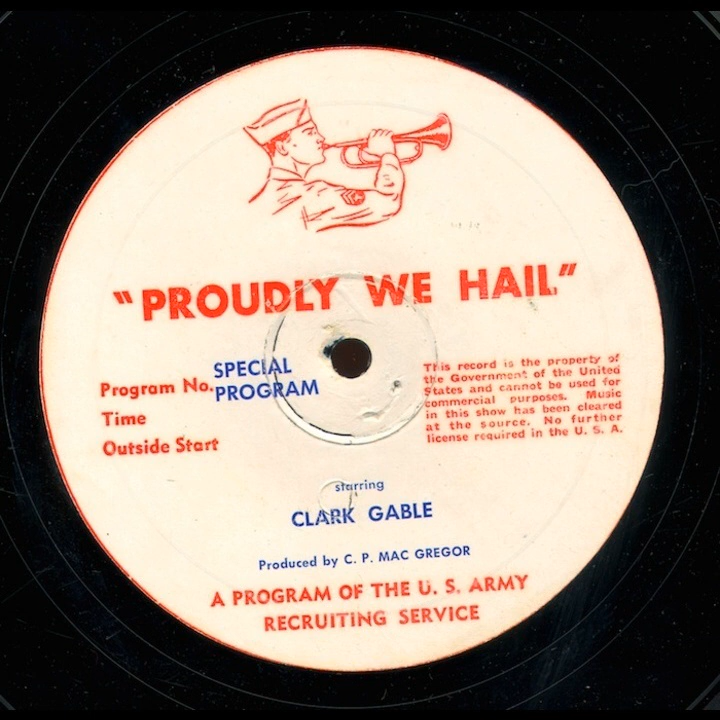 "PROUDLY WE HAIL"
Program No. SPECIAL PROGRAM
Time
Outside Start
This record is the property of
the Government of the United
States and cannot be used for
commercial purposes. Music
in this show has been cleared
at the source. No further
license required in the U. S. A.
starring
CLARK GABLE
Produced by C. P. MAC GREGOR
A PROGRAM OF THE U. S. ARMY
RECRUITING SERVICE